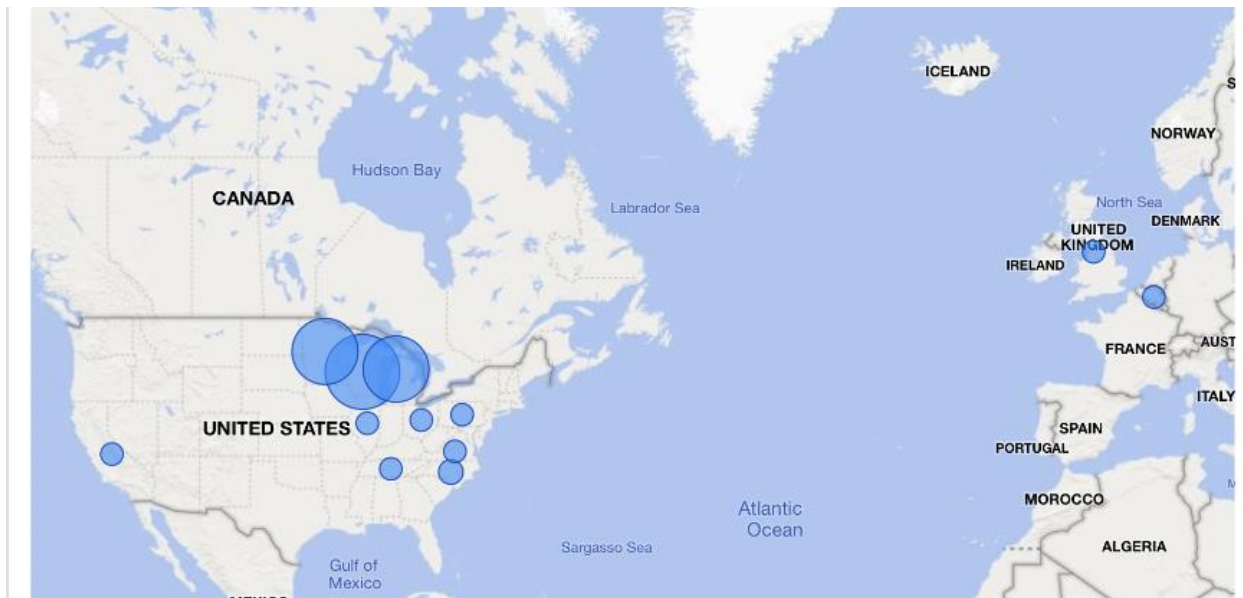 ICELAND
NORWAY
Hudson Bay
CANADA
Labrador Sea
North Sea
DENMARK
UNITED
KINGDOM
IRELAND
FRANCE
AUST
ITALY
UNITED STATES
SPAIN
PORTUGAL
MOROCCO
Atlantic
Ocean
Sargasso Sea
ALGERIA
Gulf of
Mexico